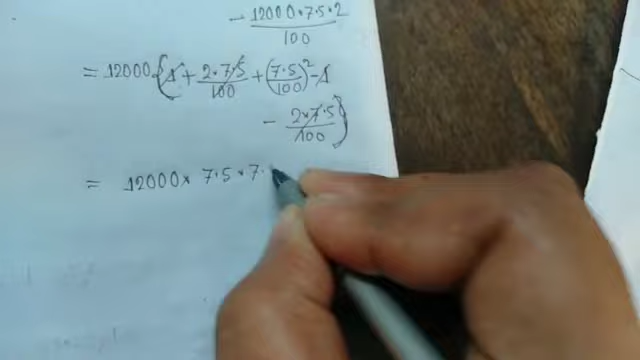 - 12000·7.5·2 / 100
= 12000 { 1 + 2·7.5/100 + (7.5/100)² - 1
- 2×7.5/100 }
= 12000 × 7.5 × 7.